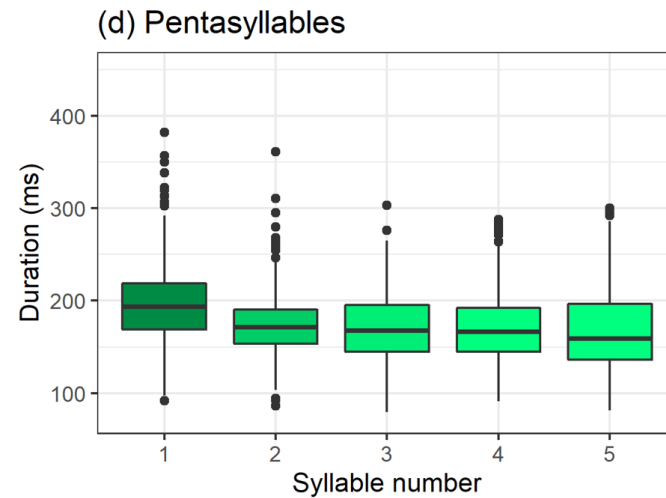 (d) Pentasyllables
Duration (ms)
400
300
200
100
1 2 3 4 5
Syllable number